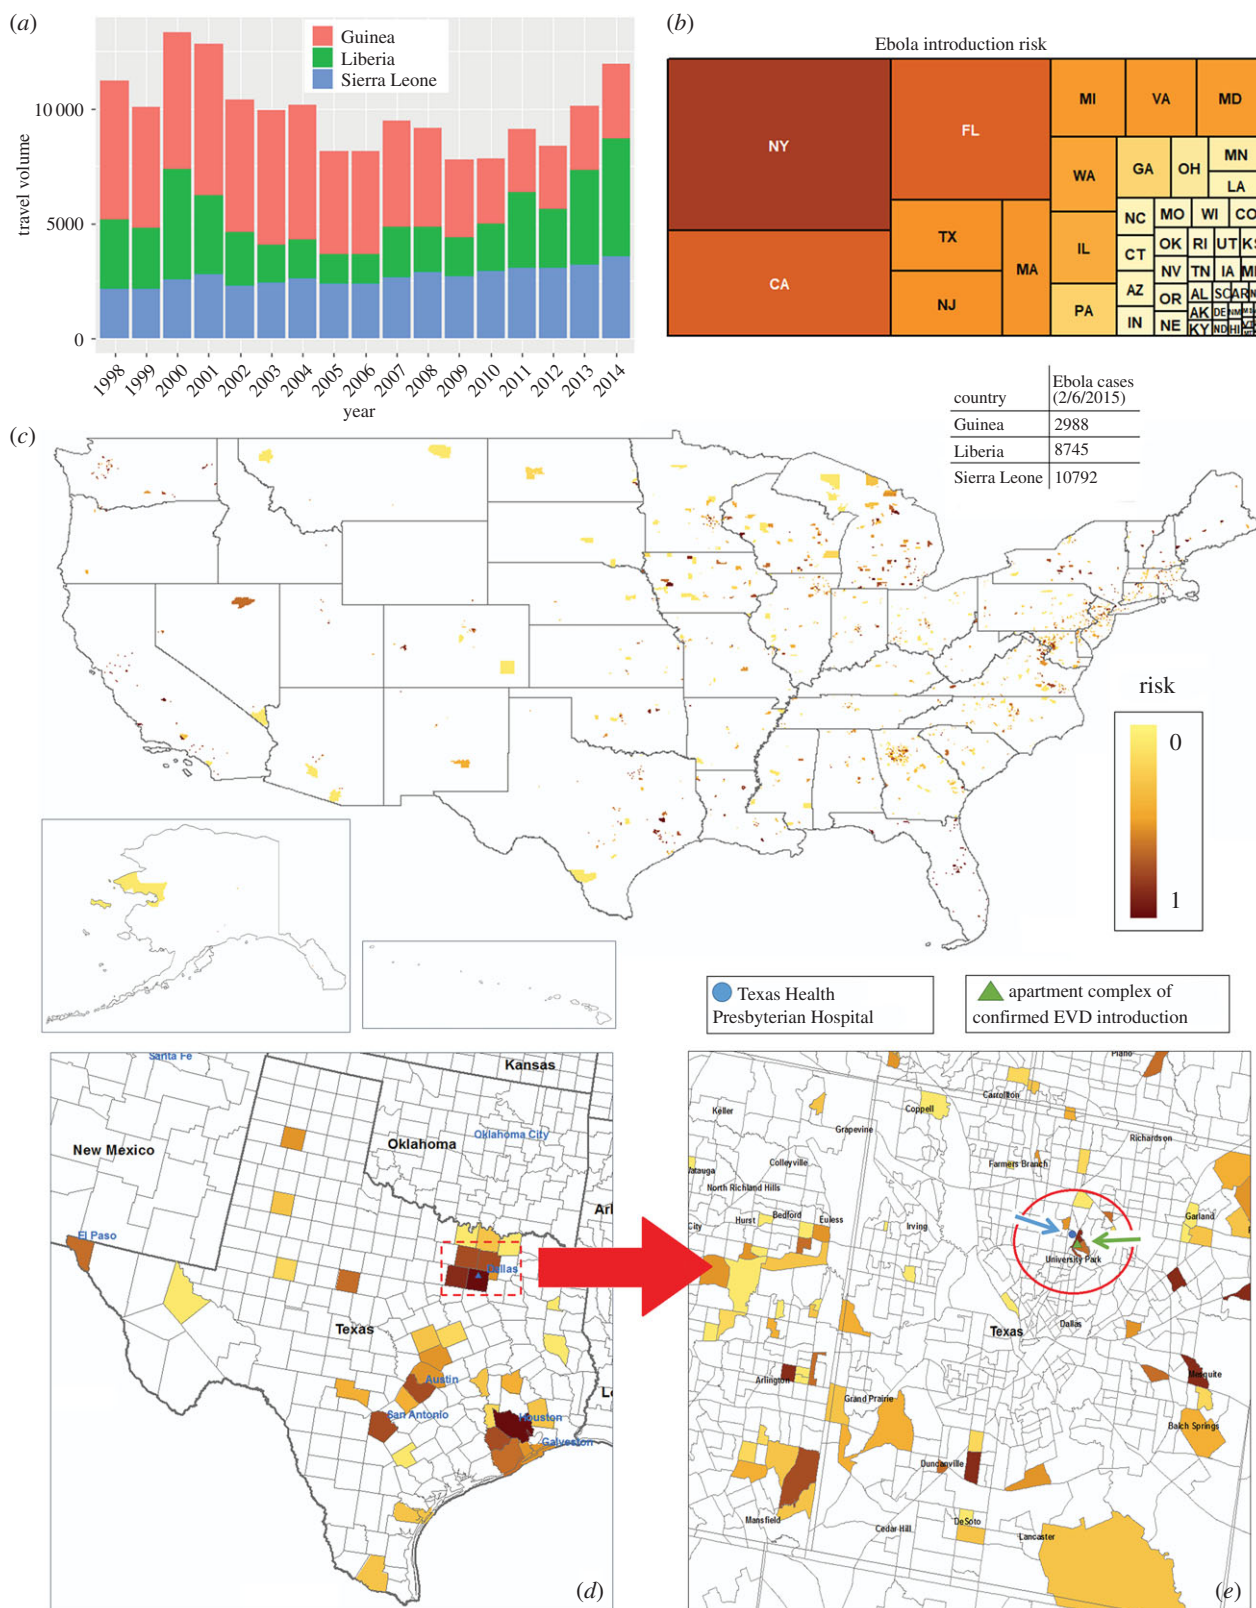 (a)
Guinea
Liberia
Sierra Leone
travel volume
10 000
5000
0
1998 1999 2000 2001 2002 2003 2004 2005 2006 2007 2008 2009 2010 2011 2012 2013 2014
year
(b)
Ebola introduction risk
NY
CA
FL
TX
NJ
MA
MI
VA
MD
WA
IL
PA
GA
OH
MN
LA
NC
MO
WI
CO
CT
OK
RI
UT
KS
AZ
NV
TN
IA
IN
OR
AL
SC
AR
NE
AK
DE
NM
KY
ND
HI
country
Ebola cases
(2/6/2015)
Guinea 2988
Liberia 8745
Sierra Leone 10792
(c)
risk
0
1
Texas Health
Presbyterian Hospital
apartment complex of
confirmed EVD introduction
Santa Fe
Kansas
New Mexico
Oklahoma
Oklahoma City
El Paso
Dallas
Texas
Austin
San Antonio
Houston
Galveston
(d)
Plano
Keller
Coppell
Carrollton
Grapevine
Richardson
Colleyville
Farmers Branch
North Richland Hills
Hurst
Bedford
Euless
Irving
Garland
City
University Park
Texas
Dallas
Arlington
Mesquite
Grand Prairie
Balch Springs
Duncanville
Mansfield
Cedar Hill
DeSoto
Lancaster
(e)